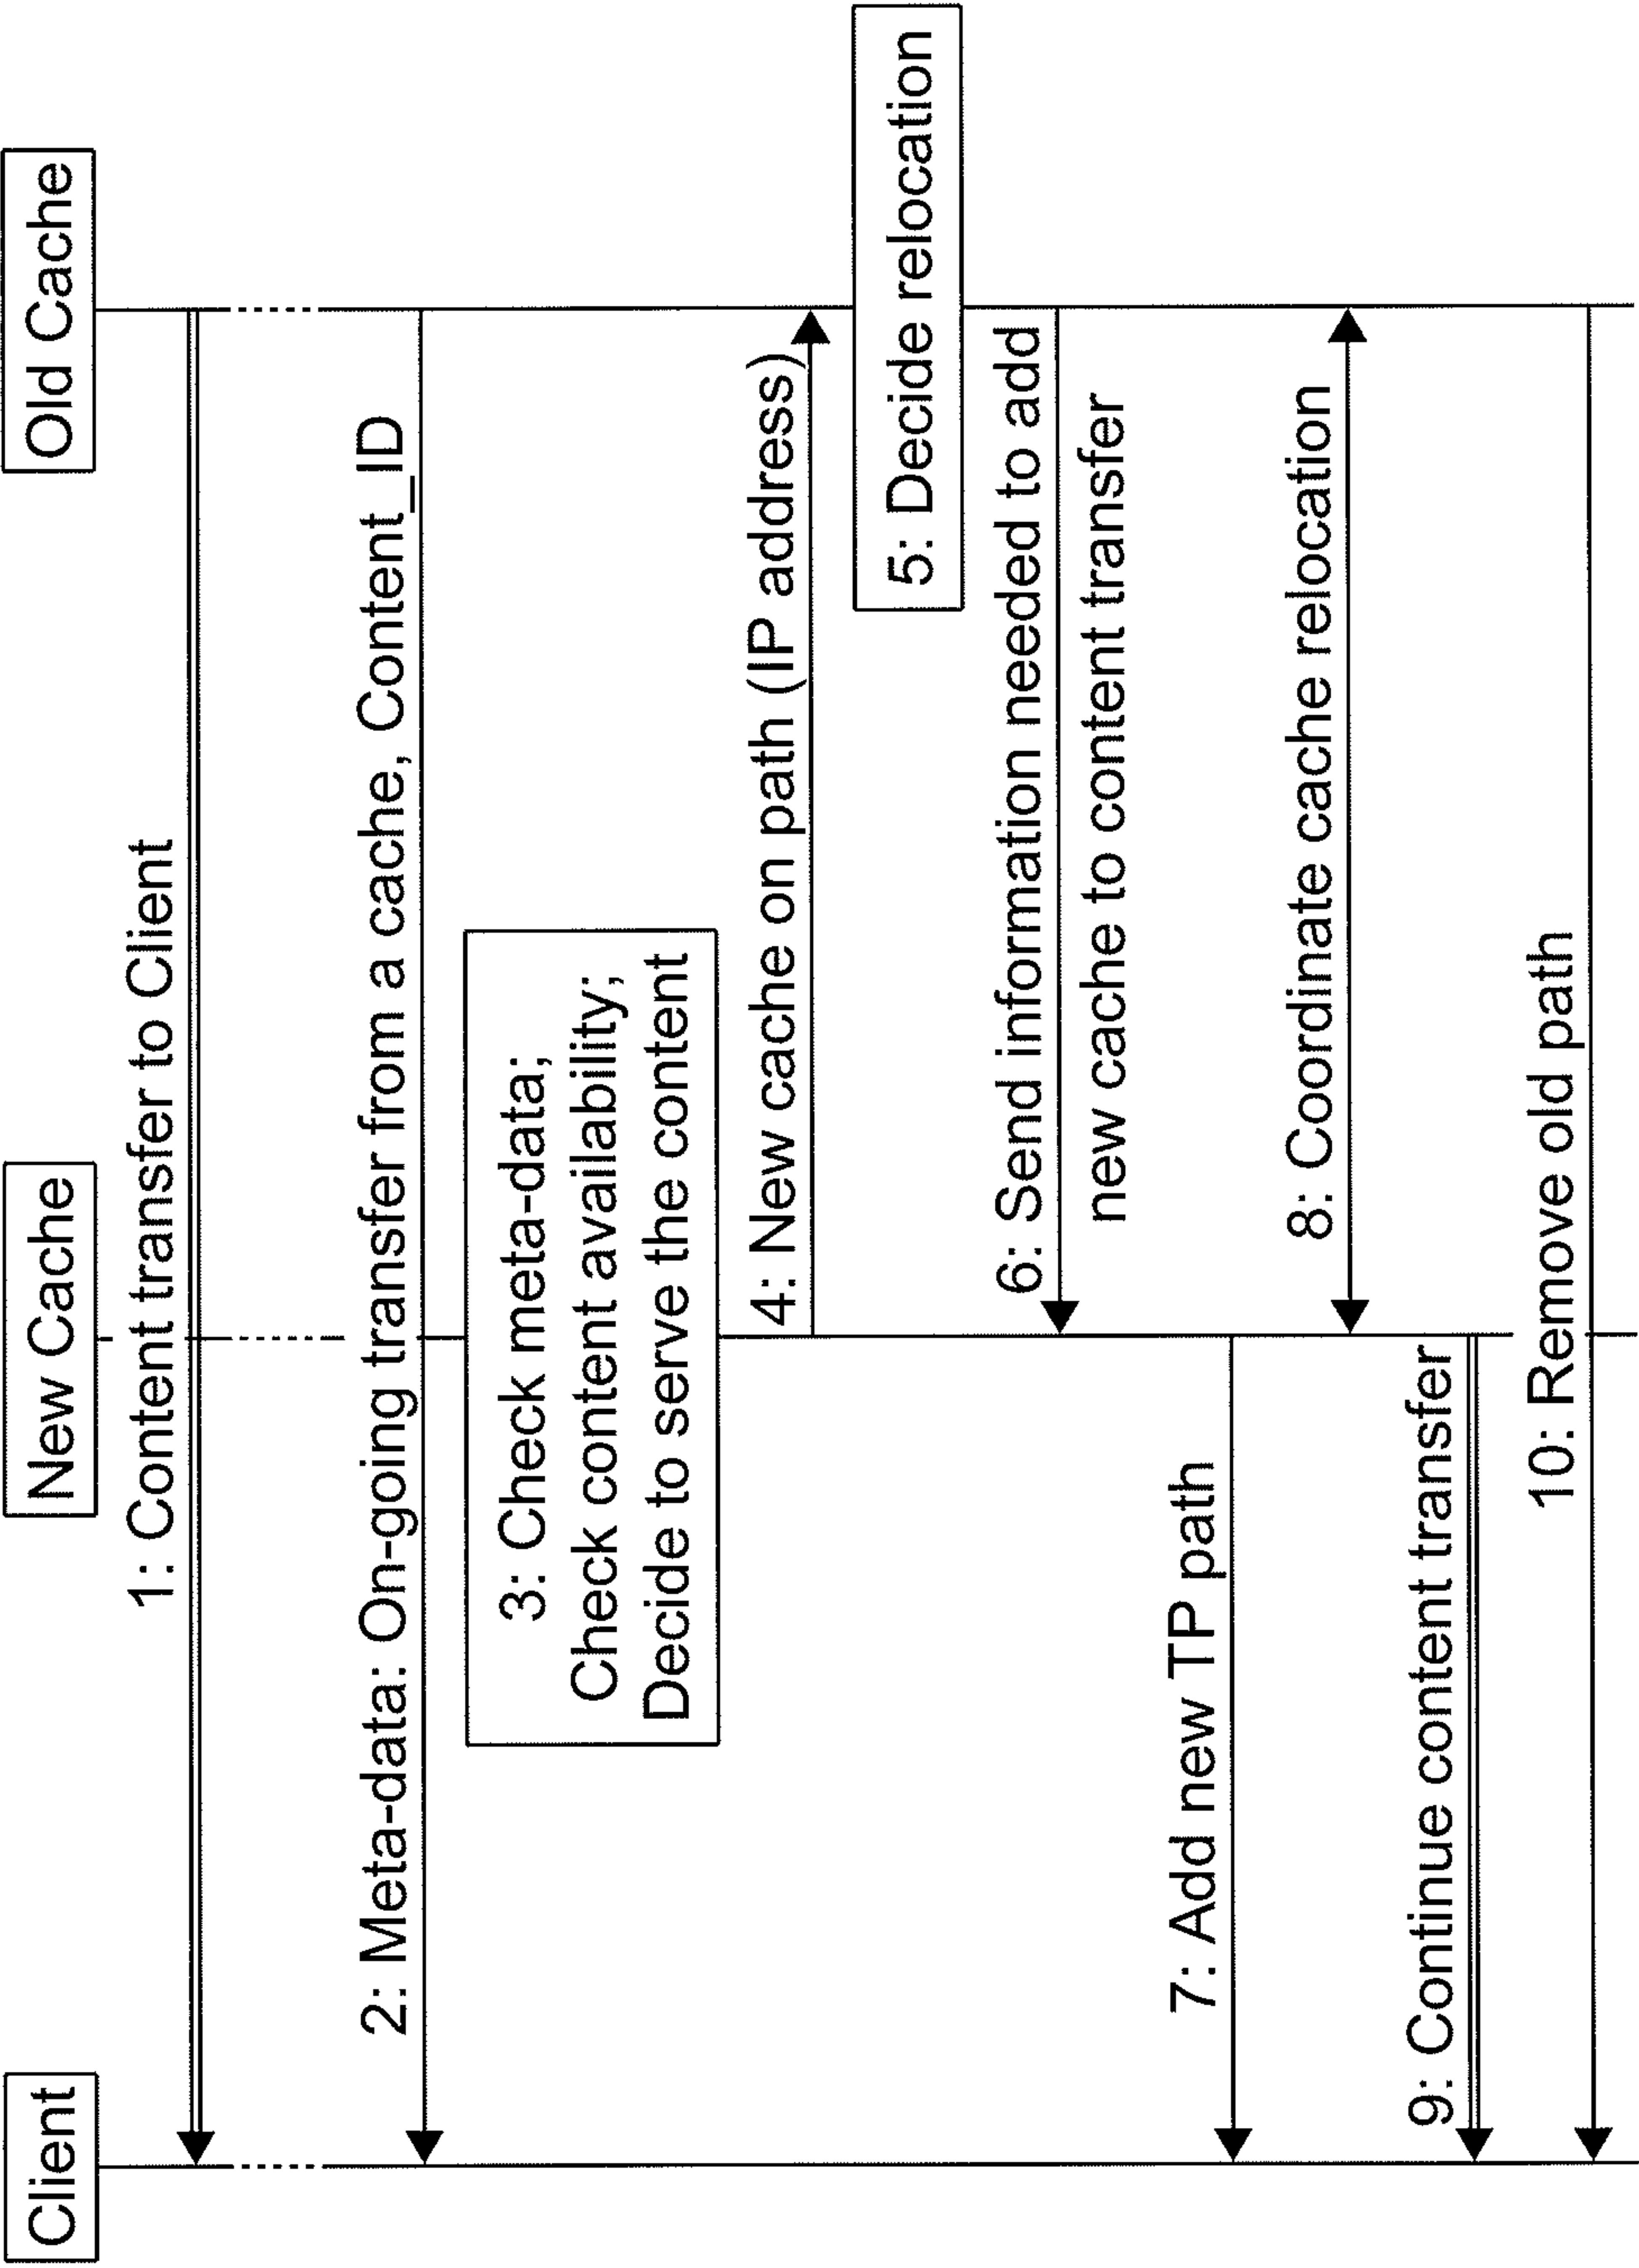 Client
New Cache
Old Cache
1: Content transfer to Client
2: Meta-data: On-going transfer from a cache, Content_ID
3: Check meta-data;
Check content availability;
Decide to serve the content
4: New cache on path (IP address)
5: Decide relocation
6: Send information needed to add
new cache to content transfer
7: Add new TP path
8: Coordinate cache relocation
9: Continue content transfer
10: Remove old path